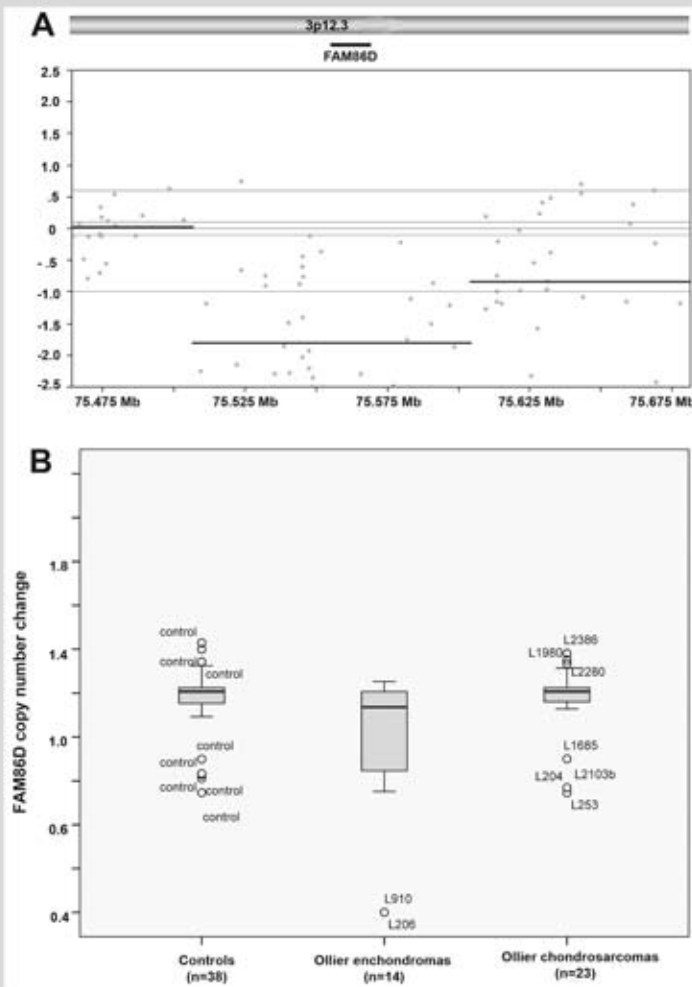 A
3p12.3
FAM86D
2.5
2.0
1.5
1.0
.5
0
- .5
-1.0
-1.5
-2.0
-2.5
75.475 Mb
75.525 Mb
75.575 Mb
75.625 Mb
75.675 Mb
B
FAM86D copy number change
1.8
1.4
1.0
0.6
0.4
control
control
control
control
control
control
control
control
L910
L206
L2386
L1980
L2280
L1685
L204
L2103b
L253
Controls
(n=38)
Ollier enchondromas
(n=14)
Ollier chondrosarcomas
(n=23)